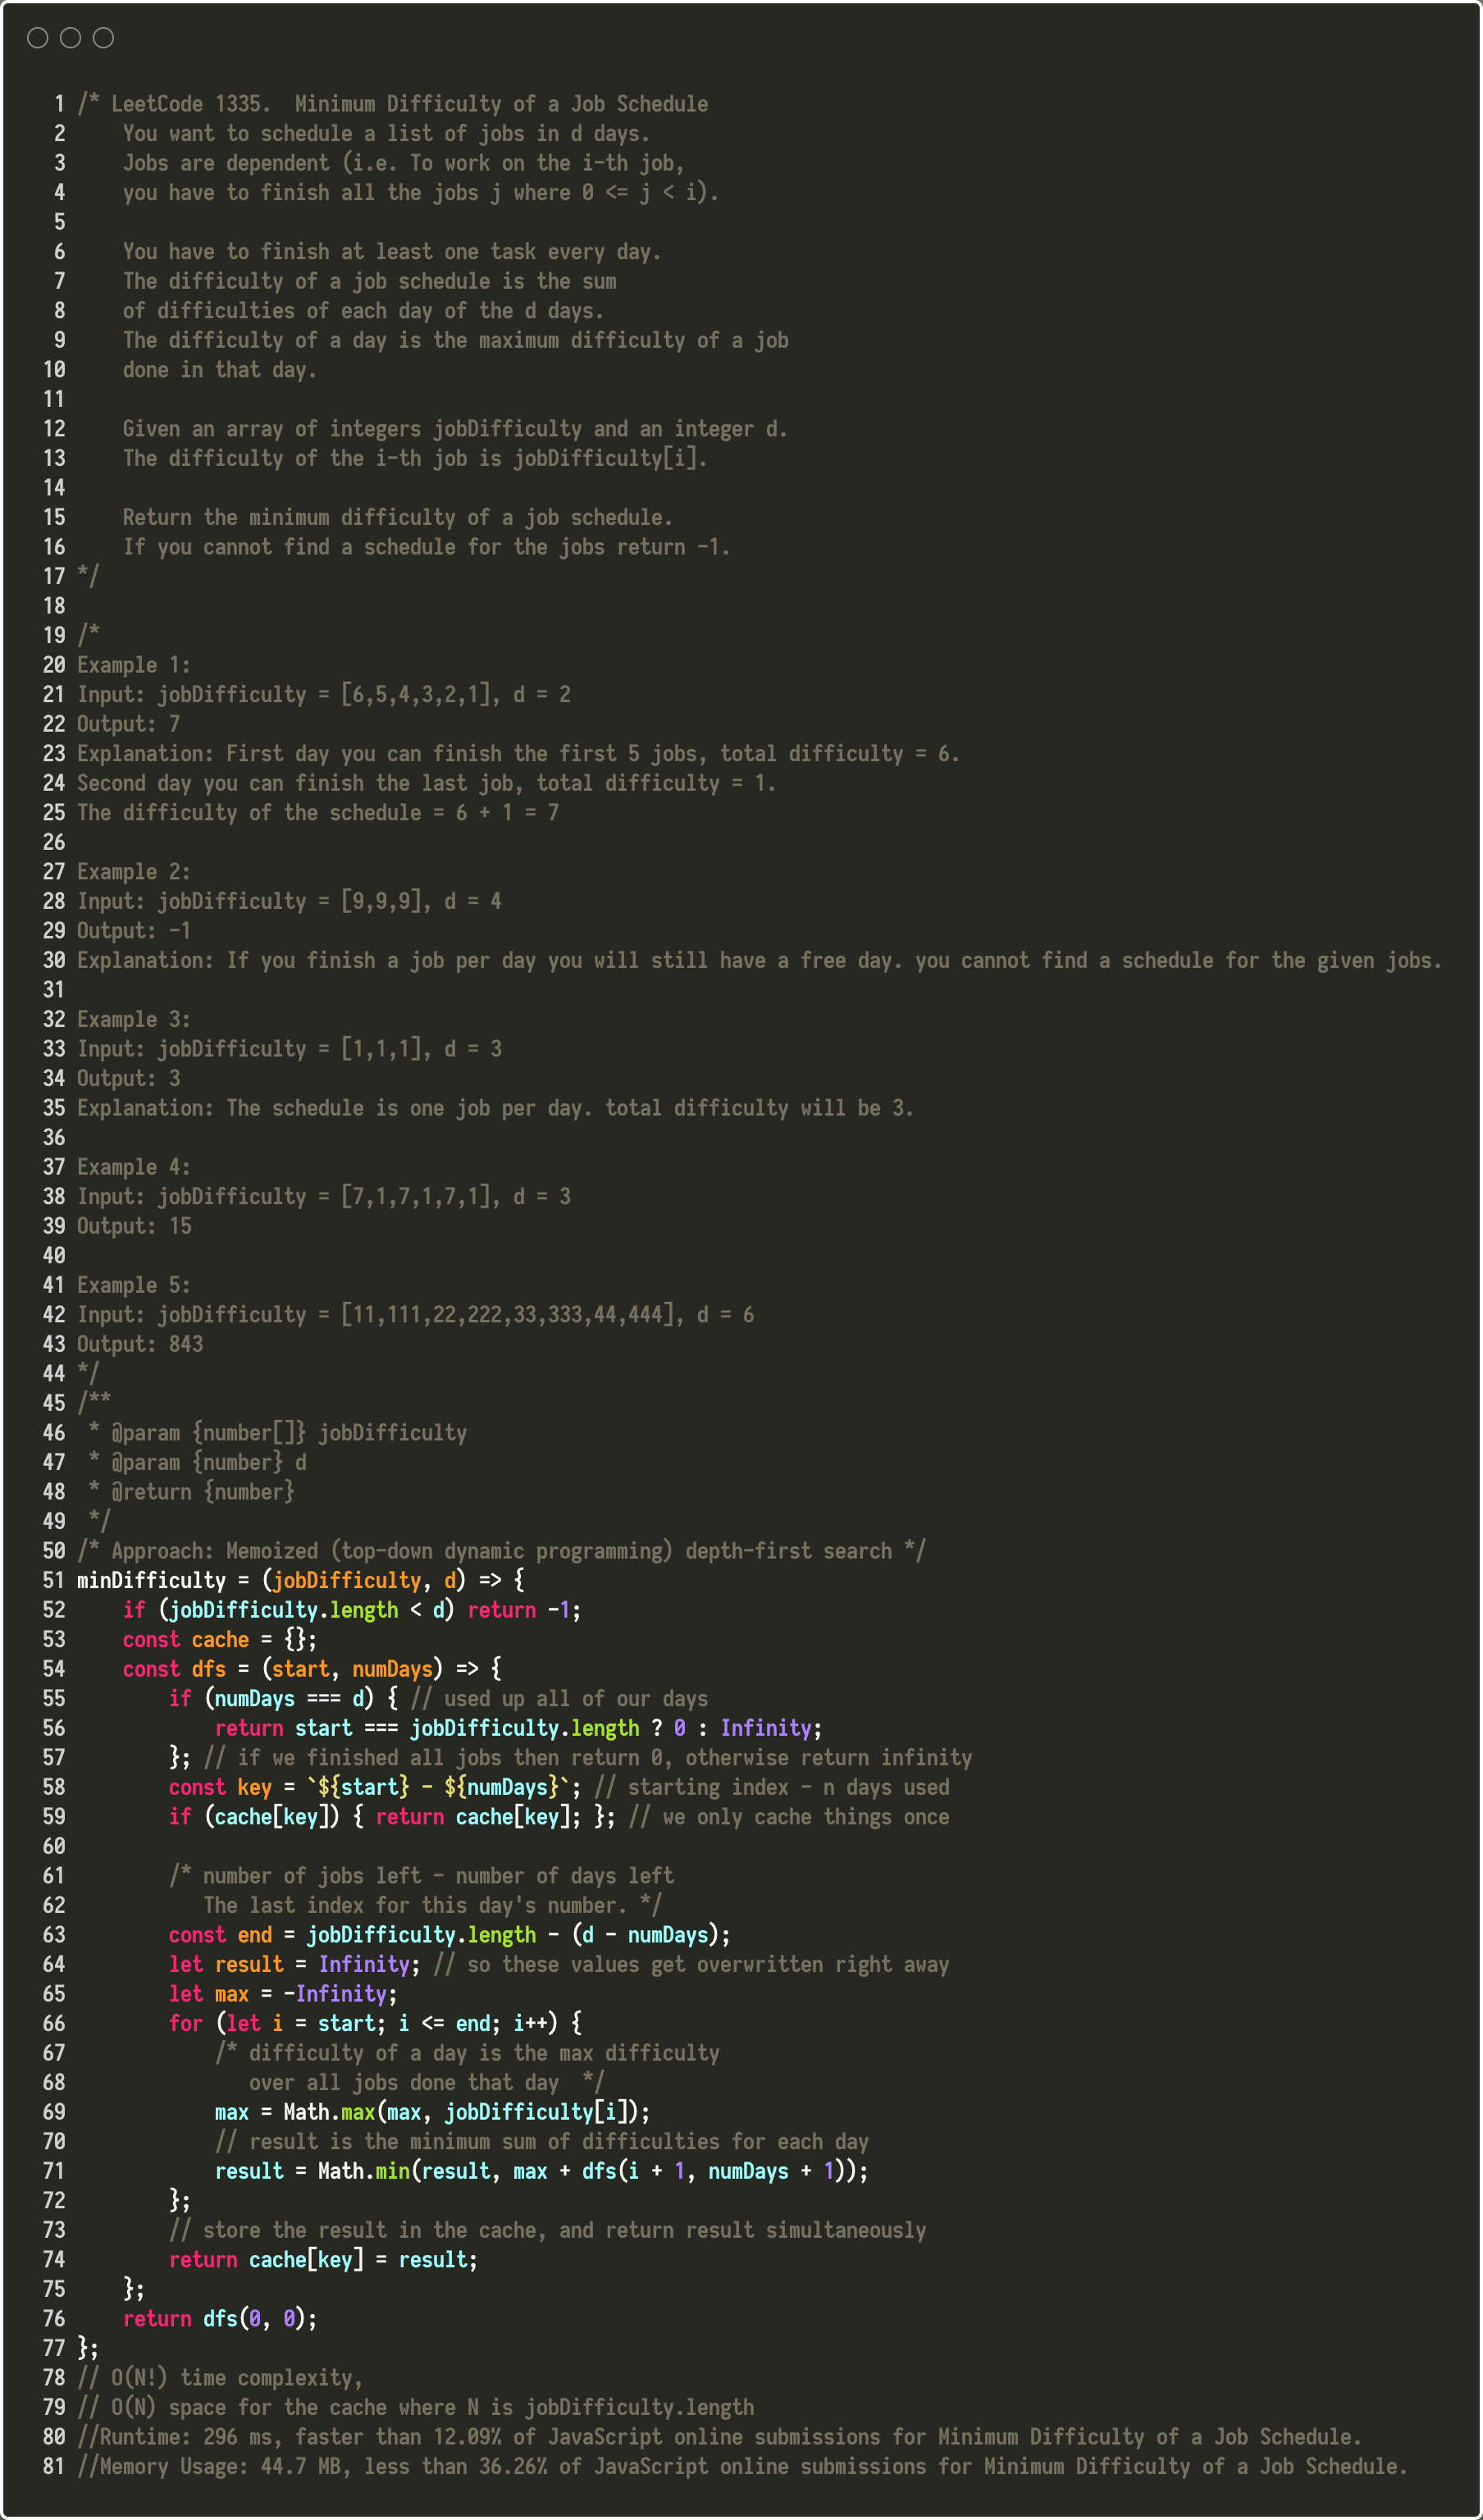 1 /* LeetCode 1335.  Minimum Difficulty of a Job Schedule
2     You want to schedule a list of jobs in d days.
3     Jobs are dependent (i.e. To work on the i-th job,
4     you have to finish all the jobs j where 0 <= j < i).
5
6     You have to finish at least one task every day.
7     The difficulty of a job schedule is the sum
8     of difficulties of each day of the d days.
9     The difficulty of a day is the maximum difficulty of a job
10     done in that day.
11
12     Given an array of integers jobDifficulty and an integer d.
13     The difficulty of the i-th job is jobDifficulty[i].
14
15     Return the minimum difficulty of a job schedule.
16     If you cannot find a schedule for the jobs return -1.
17 */
18
19 /*
20 Example 1:
21 Input: jobDifficulty = [6,5,4,3,2,1], d = 2
22 Output: 7
23 Explanation: First day you can finish the first 5 jobs, total difficulty = 6.
24 Second day you can finish the last job, total difficulty = 1.
25 The difficulty of the schedule = 6 + 1 = 7
26
27 Example 2:
28 Input: jobDifficulty = [9,9,9], d = 4
29 Output: -1
30 Explanation: If you finish a job per day you will still have a free day. you cannot find a schedule for the given jobs.
31
32 Example 3:
33 Input: jobDifficulty = [1,1,1], d = 3
34 Output: 3
35 Explanation: The schedule is one job per day. total difficulty will be 3.
36
37 Example 4:
38 Input: jobDifficulty = [7,1,7,1,7,1], d = 3
39 Output: 15
40
41 Example 5:
42 Input: jobDifficulty = [11,111,22,222,33,333,44,444], d = 6
43 Output: 843
44 */
45 /**
46  * @param {number[]} jobDifficulty
47  * @param {number} d
48  * @return {number}
49  */
50 /* Approach: Memoized (top-down dynamic programming) depth-first search */
51 minDifficulty = (jobDifficulty, d) => {
52     if (jobDifficulty.length < d) return -1;
53     const cache = {};
54     const dfs = (start, numDays) => {
55         if (numDays === d) { // used up all of our days
56             return start === jobDifficulty.length ? 0 : Infinity;
57         }; // if we finished all jobs then return 0, otherwise return infinity
58         const key = `${start} - ${numDays}`; // starting index - n days used
59         if (cache[key]) { return cache[key]; }; // we only cache things once
60
61         /* number of jobs left - number of days left
62            The last index for this day's number. */
63         const end = jobDifficulty.length - (d - numDays);
64         let result = Infinity; // so these values get overwritten right away
65         let max = -Infinity;
66         for (let i = start; i <= end; i++) {
67             /* difficulty of a day is the max difficulty
68                over all jobs done that day  */
69             max = Math.max(max, jobDifficulty[i]);
70             // result is the minimum sum of difficulties for each day
71             result = Math.min(result, max + dfs(i + 1, numDays + 1));
72         };
73         // store the result in the cache, and return result simultaneously
74         return cache[key] = result;
75     };
76     return dfs(0, 0);
77 };
78 // O(N!) time complexity,
79 // O(N) space for the cache where N is jobDifficulty.length
80 //Runtime: 296 ms, faster than 12.09% of JavaScript online submissions for Minimum Difficulty of a Job Schedule.
81 //Memory Usage: 44.7 MB, less than 36.26% of JavaScript online submissions for Minimum Difficulty of a Job Schedule.